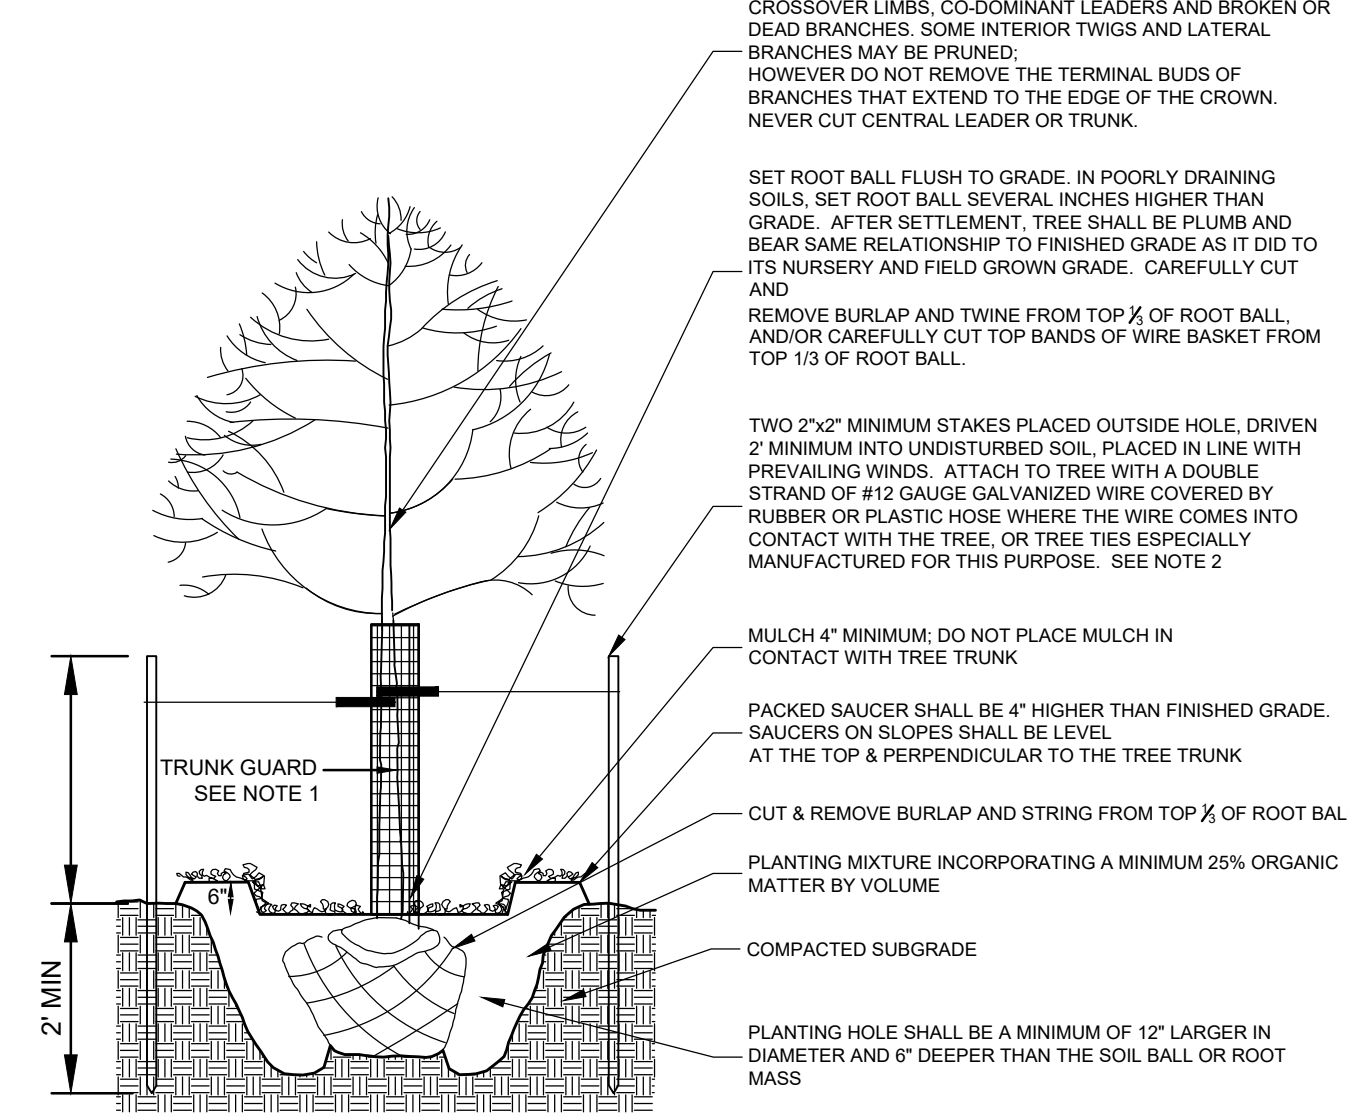 CROSSOVER LIMBS, CO-DOMINANT LEADERS AND BROKEN OR
DEAD BRANCHES. SOME INTERIOR TWIGS AND LATERAL
BRANCHES MAY BE PRUNED;
HOWEVER DO NOT REMOVE THE TERMINAL BUDS OF
BRANCHES THAT EXTEND TO THE EDGE OF THE CROWN.
NEVER CUT CENTRAL LEADER OR TRUNK.
SET ROOT BALL FLUSH TO GRADE. IN POORLY DRAINING
SOILS, SET ROOT BALL SEVERAL INCHES HIGHER THAN
GRADE. AFTER SETTLEMENT, TREE SHALL BE PLUMB AND
BEAR SAME RELATIONSHIP TO FINISHED GRADE AS IT DID TO
ITS NURSERY AND FIELD GROWN GRADE. CAREFULLY CUT
AND
REMOVE BURLAP AND TWINE FROM TOP 1/3 OF ROOT BALL,
AND/OR CAREFULLY CUT TOP BANDS OF WIRE BASKET FROM
TOP 1/3 OF ROOT BALL.
TWO 2"x2" MINIMUM STAKES PLACED OUTSIDE HOLE, DRIVEN
2' MINIMUM INTO UNDISTURBED SOIL, PLACED IN LINE WITH
PREVAILING WINDS. ATTACH TO TREE WITH A DOUBLE
STRAND OF #12 GAUGE GALVANIZED WIRE COVERED BY
RUBBER OR PLASTIC HOSE WHERE THE WIRE COMES INTO
CONTACT WITH THE TREE, OR TREE TIES ESPECIALLY
MANUFACTURED FOR THIS PURPOSE. SEE NOTE 2
MULCH 4" MINIMUM; DO NOT PLACE MULCH IN
CONTACT WITH TREE TRUNK
PACKED SAUCER SHALL BE 4" HIGHER THAN FINISHED GRADE.
SAUCERS ON SLOPES SHALL BE LEVEL
AT THE TOP & PERPENDICULAR TO THE TREE TRUNK
TRUNK GUARD
SEE NOTE 1
CUT & REMOVE BURLAP AND STRING FROM TOP 1/3 OF ROOT BAL
PLANTING MIXTURE INCORPORATING A MINIMUM 25% ORGANIC
MATTER BY VOLUME
6"
COMPACTED SUBGRADE
2' MIN
PLANTING HOLE SHALL BE A MINIMUM OF 12" LARGER IN
DIAMETER AND 6" DEEPER THAN THE SOIL BALL OR ROOT
MASS